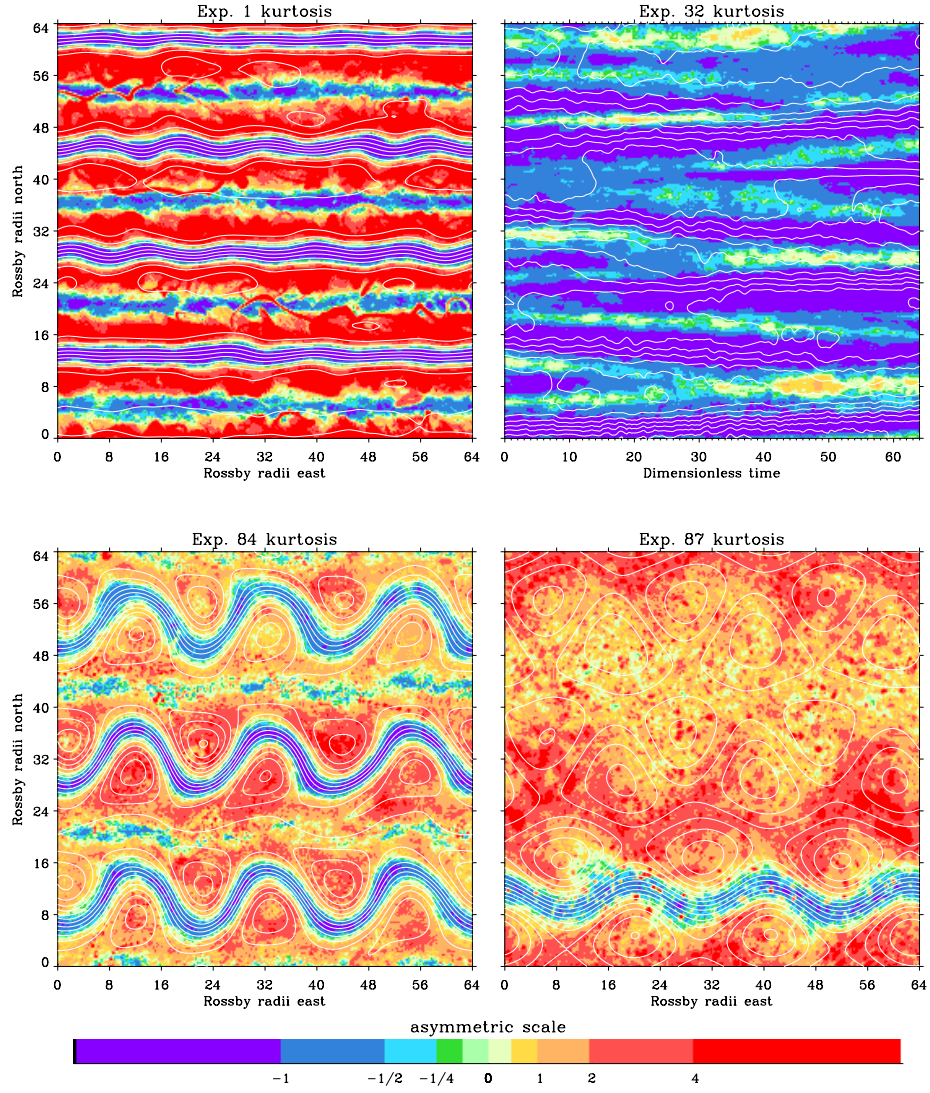 Exp. 1 kurtosis
Exp. 32 kurtosis
64
56
48
40
32
24
16
8
0
Rossby radii north
0 8 16 24 32 40 48 56 64
Rossby radii east
0 10 20 30 40 50 60
Dimensionless time
Exp. 84 kurtosis
Exp. 87 kurtosis
64
56
48
40
32
24
16
8
0
Rossby radii north
0 8 16 24 32 40 48 56 64
Rossby radii east
0 8 16 24 32 40 48 56 64
Rossby radii east
asymmetric scale
-1 -1/2 -1/4 0 1 2 4